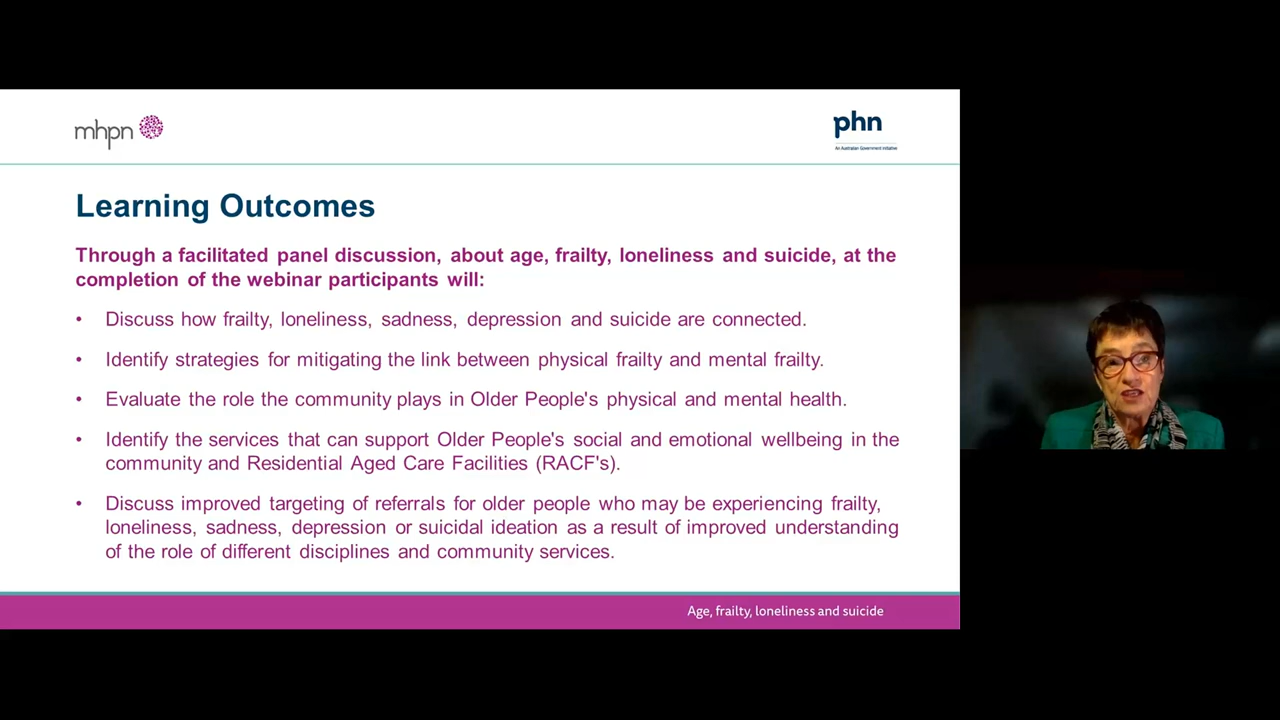 mhpn
phn
An Australian Government Initiative
Learning Outcomes
Through a facilitated panel discussion, about age, frailty, loneliness and suicide, at the
completion of the webinar participants will:
• Discuss how frailty, loneliness, sadness, depression and suicide are connected.
• Identify strategies for mitigating the link between physical frailty and mental frailty.
• Evaluate the role the community plays in Older People's physical and mental health.
• Identify the services that can support Older People's social and emotional wellbeing in the
community and Residential Aged Care Facilities (RACF's).
• Discuss improved targeting of referrals for older people who may be experiencing frailty,
loneliness, sadness, depression or suicidal ideation as a result of improved understanding
of the role of different disciplines and community services.
Age, frailty, loneliness and suicide